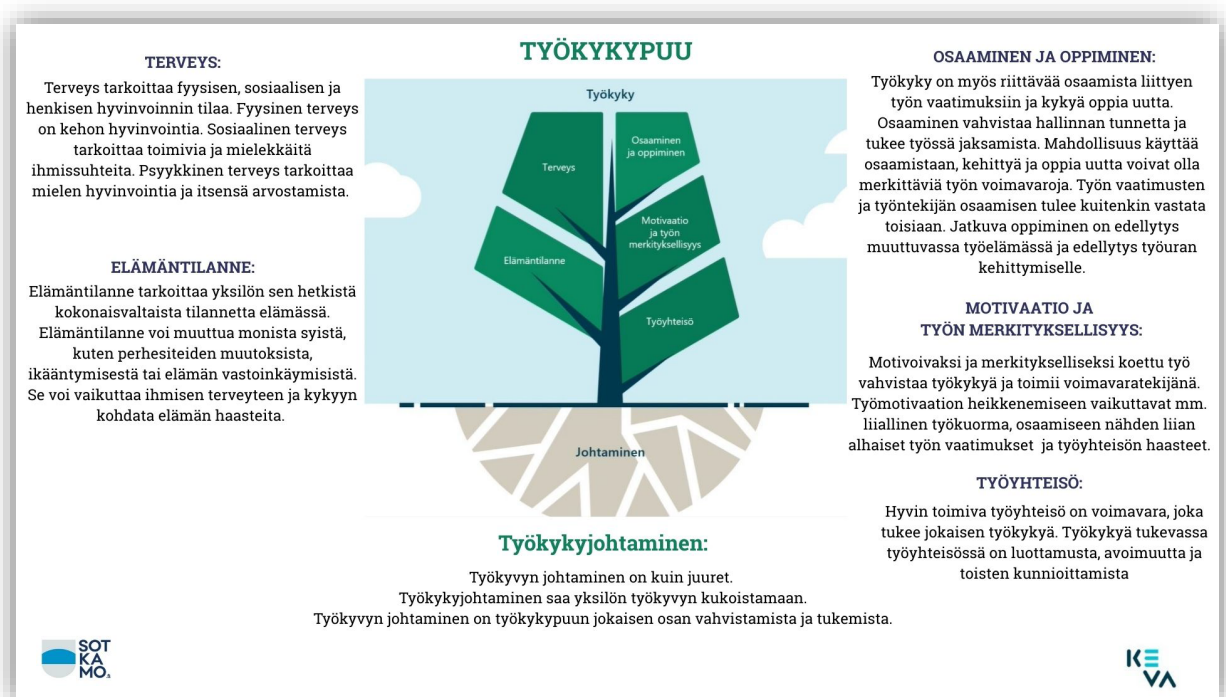 TYÖKYKYPUU
TERVEYS:
Terveys tarkoittaa fyysisen, sosiaalisen ja
henkisen hyvinvoinnin tilaa. Fyysinen terveys
on kehon hyvinvointia. Sosiaalinen terveys
tarkoittaa toimivia ja mielekkäitä
ihmissuhteita. Psyykkinen terveys tarkoittaa
mielen hyvinvointia ja itsensä arvostamista.
ELÄMÄNTILANNE:
Elämäntilanne tarkoittaa yksilön sen hetkistä
kokonaisvaltaista tilannetta elämässä.
Elämäntilanne voi muuttua monista syistä,
kuten perhesiteiden muutoksista,
ikääntymisestä tai elämän vastoinkäymisistä.
Se voi vaikuttaa ihmisen terveyteen ja kykyyn
kohdata elämän haasteita.
Työkyky
Terveys
Osaaminen
ja oppiminen
Motivaatio
ja työn
merkityksellisyys
Elämäntilanne
Työyhteisö
Johtaminen
OSAAMINEN JA OPPIMINEN:
Työkyky on myös riittävää osaamista liittyen
työn vaatimuksiin ja kykyä oppia uutta.
Osaaminen vahvistaa hallinnan tunnetta ja
tukee työssä jaksamista. Mahdollisuus käyttää
osaamistaan, kehittyä ja oppia uutta voivat olla
merkittäviä työn voimavaroja. Työn vaatimusten
ja työntekijän osaamisen tulee kuitenkin vastata
toisiaan. Jatkuva oppiminen on edellytys
muuttuvassa työelämässä ja edellytys työuran
kehittymiselle.
MOTIVAATIO JA
TYÖN MERKITYKSELLISYYS:
Motivoivaksi ja merkitykselliseksi koettu työ
vahvistaa työkykyä ja toimii voimavaratekijänä.
Työmotivaation heikkenemiseen vaikuttavat mm.
liiallinen työkuorma, osaamiseen nähden liian
alhaiset työn vaatimukset ja työyhteisön haasteet.
TYÖYHTEISÖ:
Hyvin toimiva työyhteisö on voimavara, joka
tukee jokaisen työkykyä. Työkykyä tukevassa
työyhteisössä on luottamusta, avoimuutta ja
toisten kunnioittamista
Työkykyjohtaminen:
Työkyvyn johtaminen on kuin juuret.
Työkykyjohtaminen saa yksilön työkyvyn kukoistamaan.
Työkyvyn johtaminen on työkykypuun jokaisen osan vahvistamista ja tukemista.
SOT
KA
MO.
KE
VA